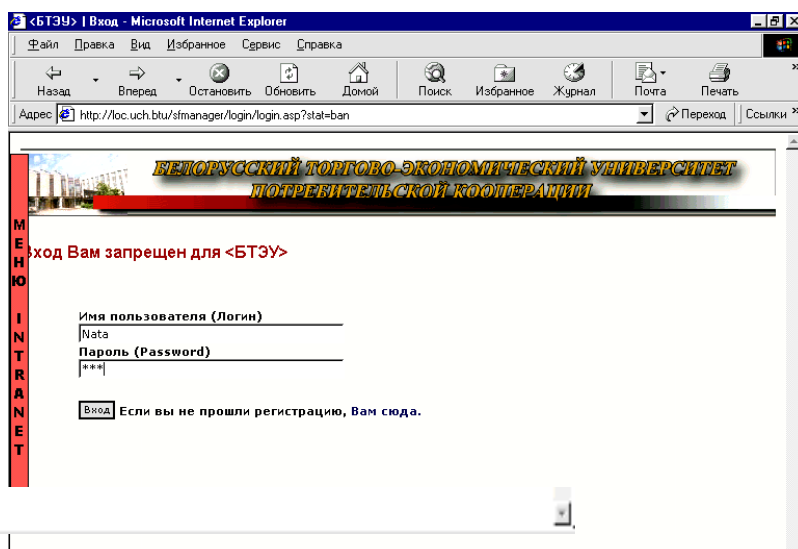 <БТЭУ> | Вход - Microsoft Internet Explorer
Файл Правка Вид Избранное Сервис Справка
Назад Вперед Остановить Обновить Домой Поиск Избранное Журнал Почта Печать
Адрес http://loc.uch.btu/sfmanager/login/login.asp?stat=ban Переход Ссылки »
БЕЛОРУССКИЙ ТОРГОВО-ЭКОНОМИЧЕСКИЙ УНИВЕРСИТЕТ
ПОТРЕБИТЕЛЬСКОЙ КООПЕРАЦИИ
МЕНЮ INTRANET
Вход Вам запрещен для <БТЭУ>
Имя пользователя (Логин)
Nata
Пароль (Password)
***
Вход Если вы не прошли регистрацию, Вам сюда.